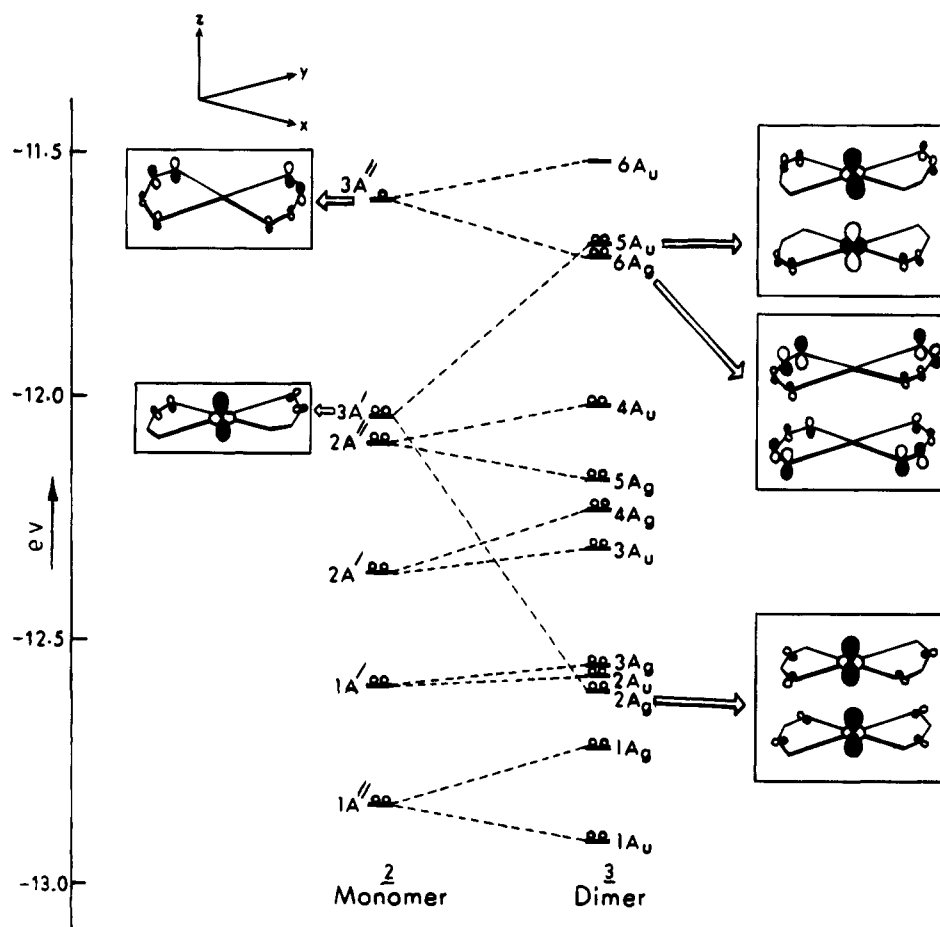 z
y
x
-11.5
-12.0
-12.5
-13.0
ev
3A″
3A′
2A″
2A′
1A′
1A″
6Au
5Au
6Ag
4Au
5Ag
4Ag
3Au
3Ag
2Au
2Ag
1Ag
1Au
2
Monomer
3
Dimer